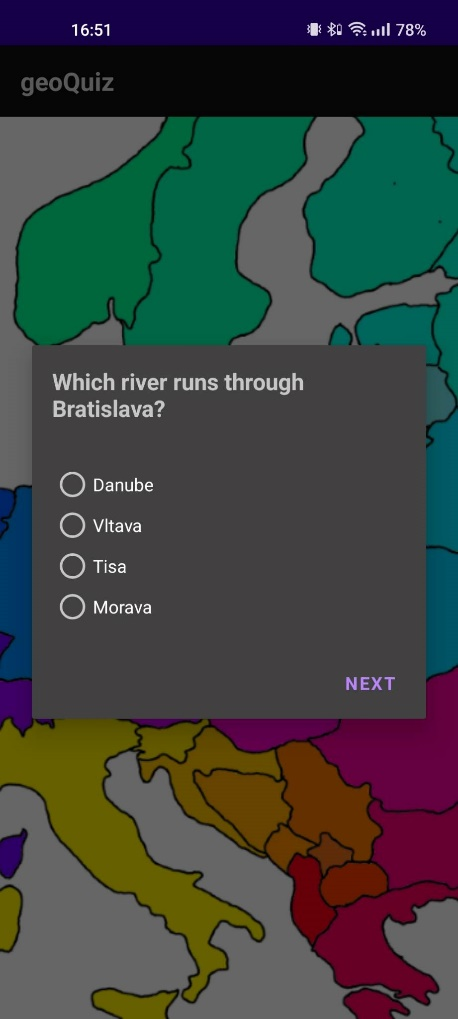 16:51
78%
geoQuiz
Which river runs through
Bratislava?
Danube
Vltava
Tisa
Morava
NEXT